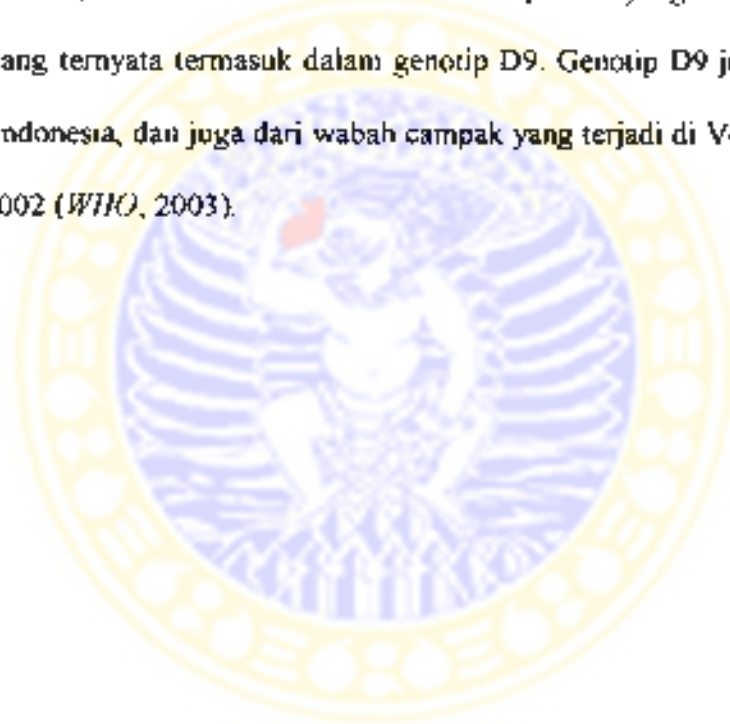 ang ternyata termasuk dalam genotip D9. Genotip D9 j
ndonesia, dan juga dari wabah campak yang terjadi di V
002 (WHO, 2003).